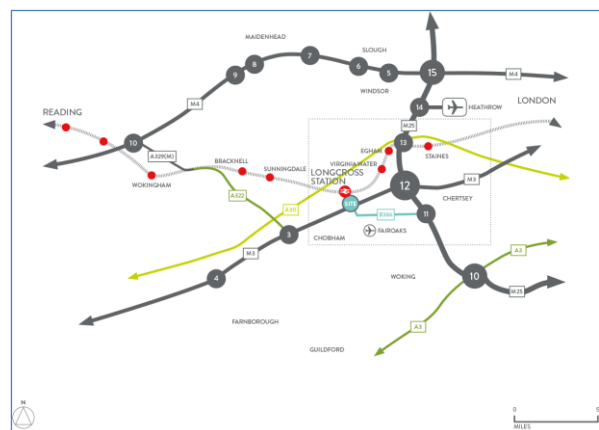 MAIDENHEAD
SLOUGH
7
8
6
15
9
5
M4
WINDSOR
M4
14
HEATHROW
READING
LONDON
M25
10
13
EGHAM
STAINES
A329(M)
BRACKNELL
VIRGINIA WATER
SUNNINGDALE
LONGCROSS
STATION
WOKINGHAM
12
M3
A322
CHERTSEY
SITE
A30
B386
11
3
CHOBHAM
FAIROAKS
M3
A3
4
WOKING
10
M25
FARNBOROUGH
A3
GUILDFORD
N
0
5
MILES